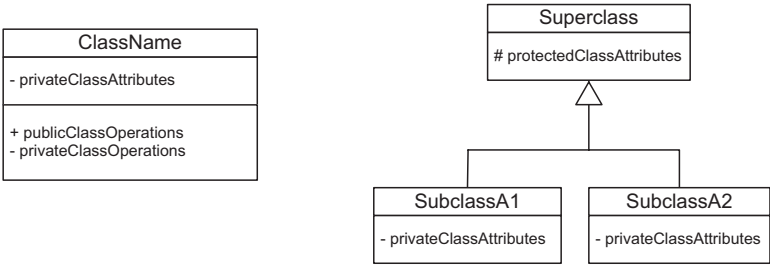 ClassName
- privateClassAttributes
+ publicClassOperations
- privateClassOperations
Superclass
# protectedClassAttributes
SubclassA1
- privateClassAttributes
SubclassA2
- privateClassAttributes